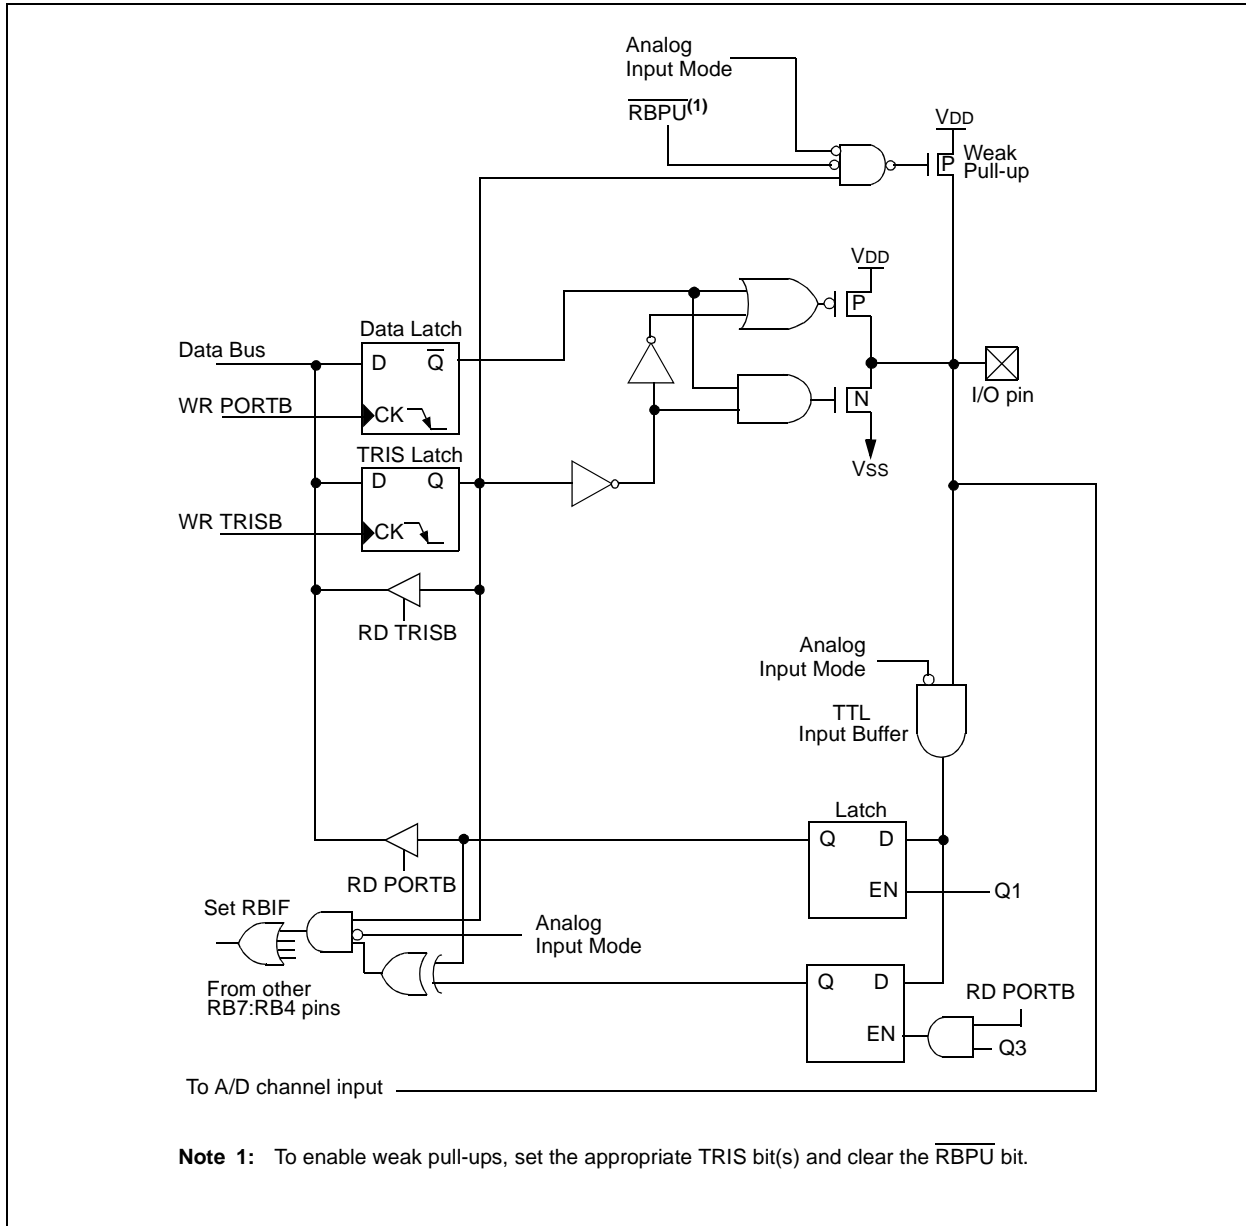 Analog
Input Mode
RBPU(1)
VDD
Weak
Pull-up
P
VDD
P
Data Latch
Data Bus
D Q
I/O pin
WR PORTB
CK
N
TRIS Latch
VSS
D Q
WR TRISB
CK
RD TRISB
Analog
Input Mode
TTL
Input Buffer
Latch
Q D
RD PORTB
EN
Q1
Set RBIF
Analog
Input Mode
From other
RB7:RB4 pins
Q D
RD PORTB
EN
Q3
To A/D channel input
Note 1: To enable weak pull-ups, set the appropriate TRIS bit(s) and clear the RBPU bit.